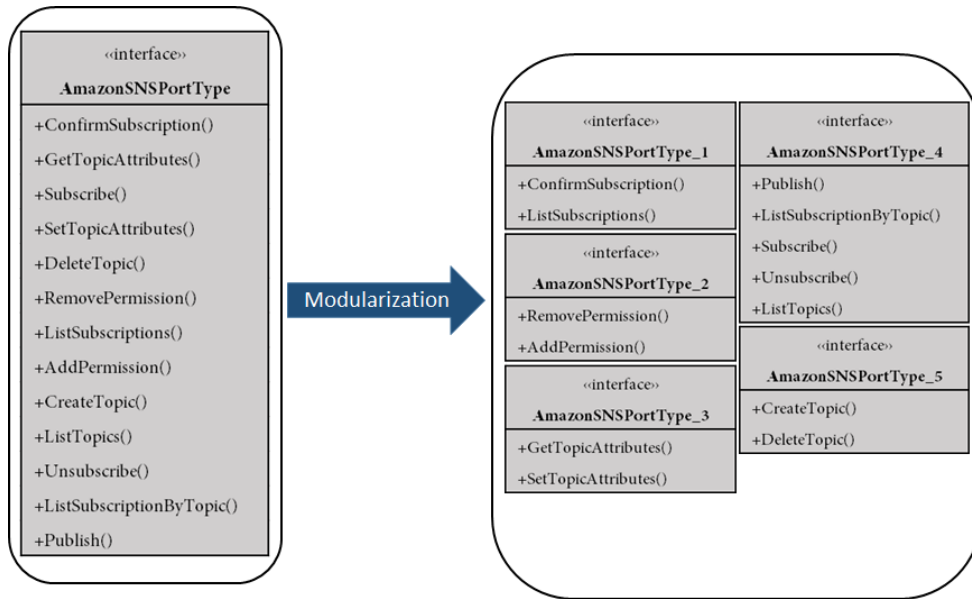 ‹‹interface››
AmazonSNSPortType
+ConfirmSubscription()
+GetTopicAttributes()
+Subscribe()
+SetTopicAttributes()
+DeleteTopic()
+RemovePermission()
+ListSubscriptions()
+AddPermission()
+CreateTopic()
+ListTopics()
+Unsubscribe()
+ListSubscriptionByTopic()
+Publish()
Modularization
‹‹interface››
AmazonSNSPortType_1
+ConfirmSubscription()
+ListSubscriptions()
‹‹interface››
AmazonSNSPortType_2
+RemovePermission()
+AddPermission()
‹‹interface››
AmazonSNSPortType_3
+GetTopicAttributes()
+SetTopicAttributes()
‹‹interface››
AmazonSNSPortType_4
+Publish()
+ListSubscriptionByTopic()
+Subscribe()
+Unsubscribe()
+ListTopics()
‹‹interface››
AmazonSNSPortType_5
+CreateTopic()
+DeleteTopic()